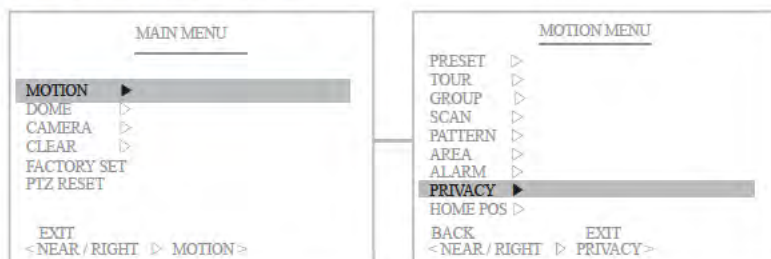 MAIN MENU
MOTION ▶
DOME ▷
CAMERA ▷
CLEAR ▷
FACTORY SET
PTZ RESET
EXIT
<NEAR / RIGHT ▷ MOTION>
MOTION MENU
PRESET ▷
TOUR ▷
GROUP ▷
SCAN ▷
PATTERN ▷
AREA ▷
ALARM ▷
PRIVACY ▶
HOME POS ▷
BACK EXIT
<NEAR / RIGHT ▷ PRIVACY>